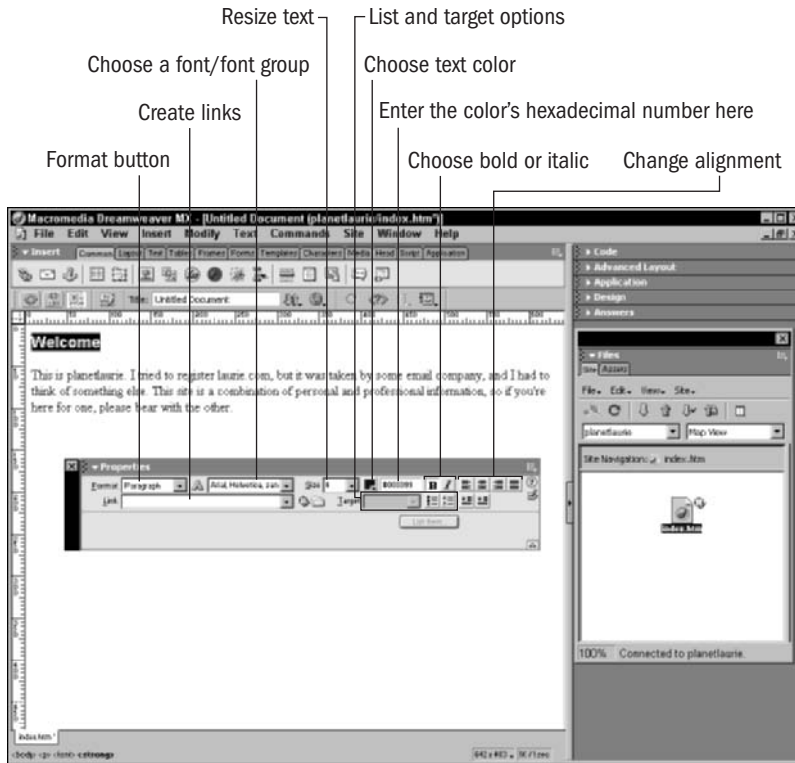 Resize text
List and target options
Choose a font/font group
Choose text color
Create links
Enter the color's hexadecimal number here
Format button
Choose bold or italic
Change alignment
Macromedia Dreamweaver MX - [Untitled Document (planetlaurie/index.htm*)]
File Edit View Insert Modify Text Commands Site Window Help
Insert Common Layout Text Tables Frames Forms Templates Characters Media Head Script Application
Title: Untitled Document
Code
Advanced Layout
Application
Design
Answers
Welcome
This is planetlaurie. I tried to register laurie.com, but it was taken by some email company, and I had to
think of something else. This site is a combination of personal and professional information, so if you're
here for one, please bear with the other.
Files
Site Assets
File Edit View Site
planetlaurie Map View
Site Navigation: index.htm
index.htm
Properties
Format Paragraph Arial, Helvetica, san Size
Link Target
List Item...
100% Connected to planetlaurie.
index.htm*
<body> <p> <font> <strong>